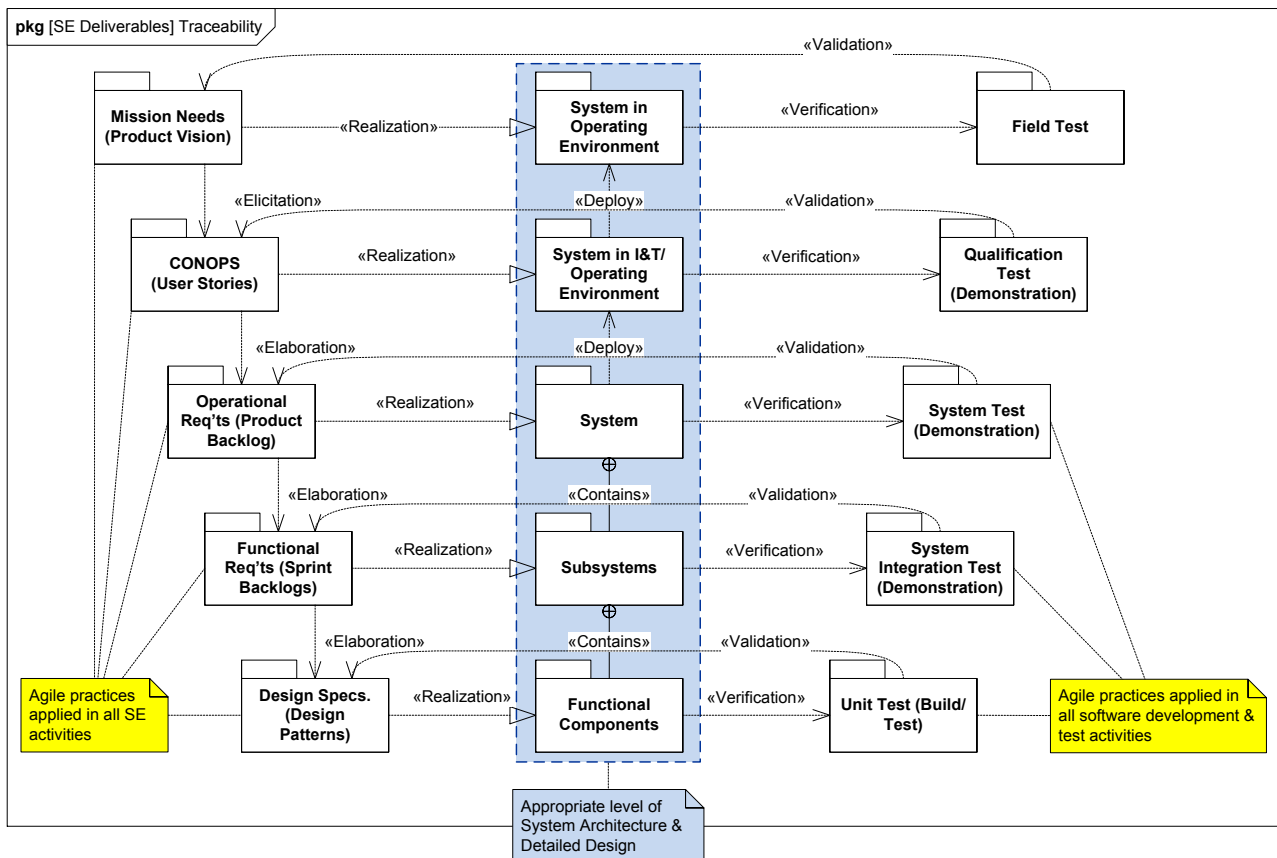 pkg [SE Deliverables] Traceability
«Validation»
Mission Needs
(Product Vision)
«Realization»
System in
Operating
Environment
«Verification»
Field Test
«Elicitation»
«Deploy»
«Validation»
CONOPS
(User Stories)
«Realization»
System in I&T/
Operating
Environment
«Verification»
Qualification
Test
(Demonstration)
«Elaboration»
«Deploy»
«Validation»
Operational
Req'ts (Product
Backlog)
«Realization»
System
«Verification»
System Test
(Demonstration)
«Elaboration»
«Contains»
«Validation»
Functional
Req'ts (Sprint
Backlogs)
«Realization»
Subsystems
«Verification»
System
Integration Test
(Demonstration)
«Elaboration»
«Contains»
«Validation»
Design Specs.
(Design
Patterns)
«Realization»
Functional
Components
«Verification»
Unit Test (Build/
Test)
Agile practices
applied in all SE
activities
Agile practices applied in
all software development &
test activities
Appropriate level of
System Architecture &
Detailed Design